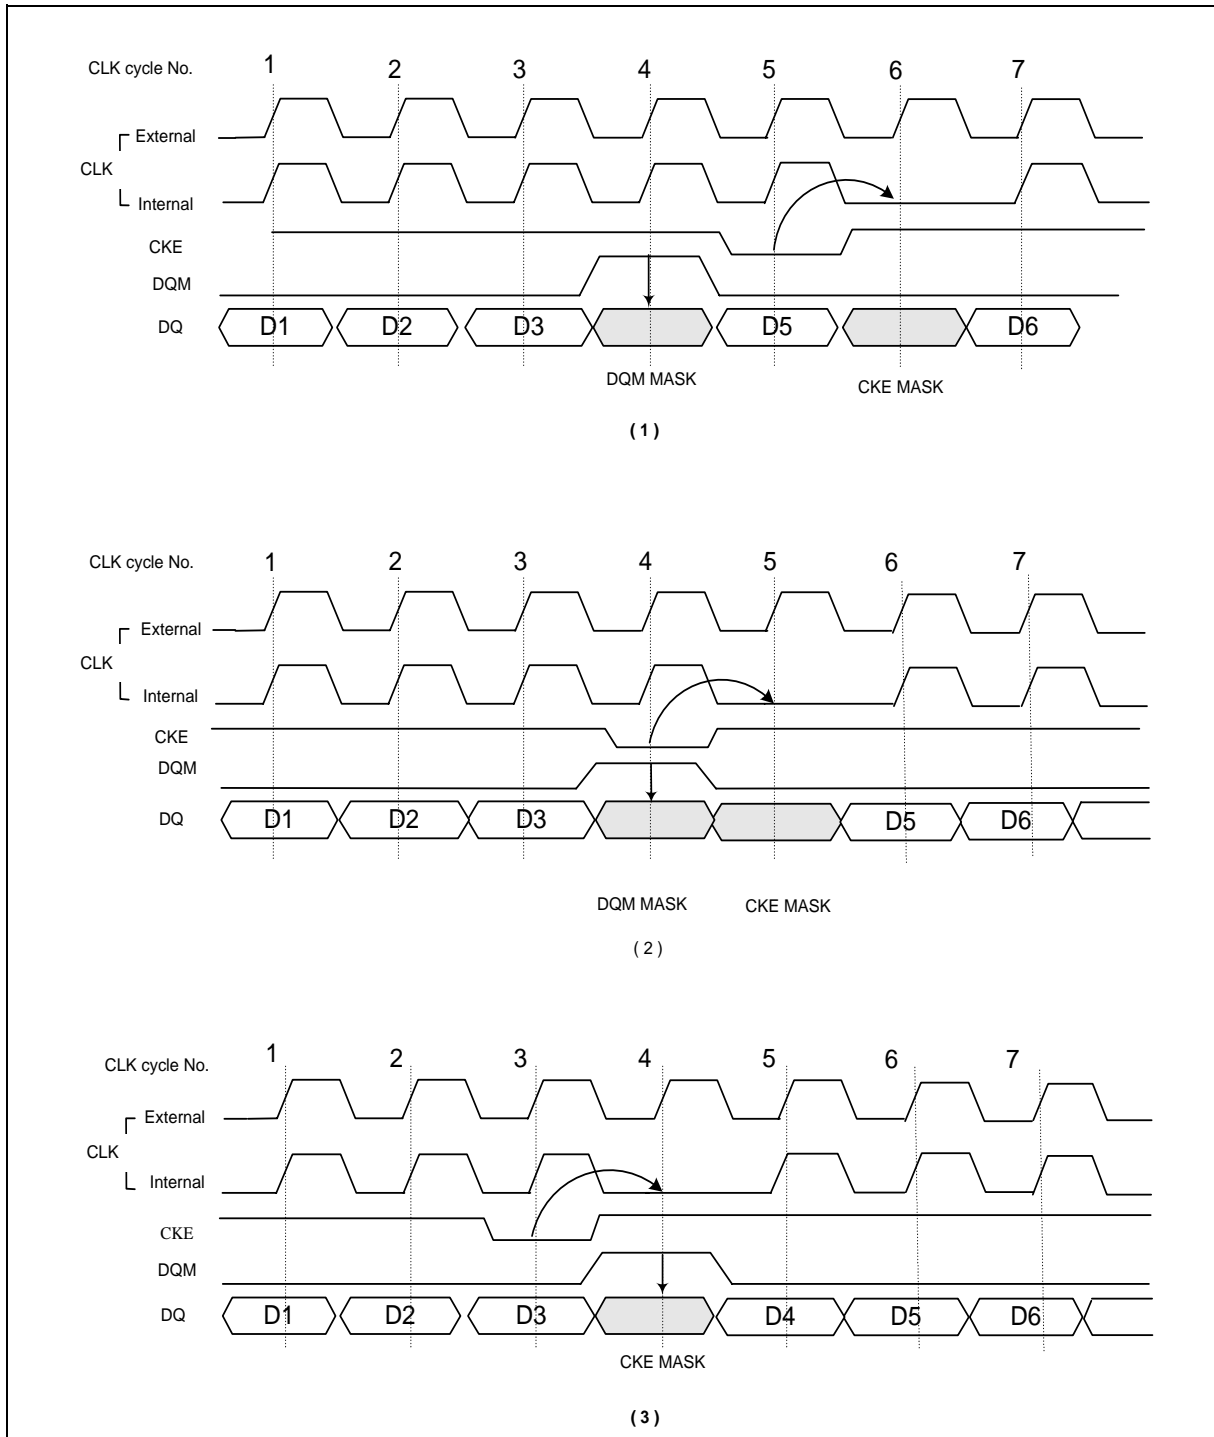 CLK cycle No. 1 2 3 4 5 6 7
External
CLK
Internal
CKE
DQM
DQ D1 D2 D3 D5 D6
DQM MASK CKE MASK
( 1 )
CLK cycle No. 1 2 3 4 5 6 7
External
CLK
Internal
CKE
DQM
DQ D1 D2 D3 D5 D6
DQM MASK CKE MASK
( 2 )
CLK cycle No. 1 2 3 4 5 6 7
External
CLK
Internal
CKE
DQM
DQ D1 D2 D3 D4 D5 D6
CKE MASK
( 3 )